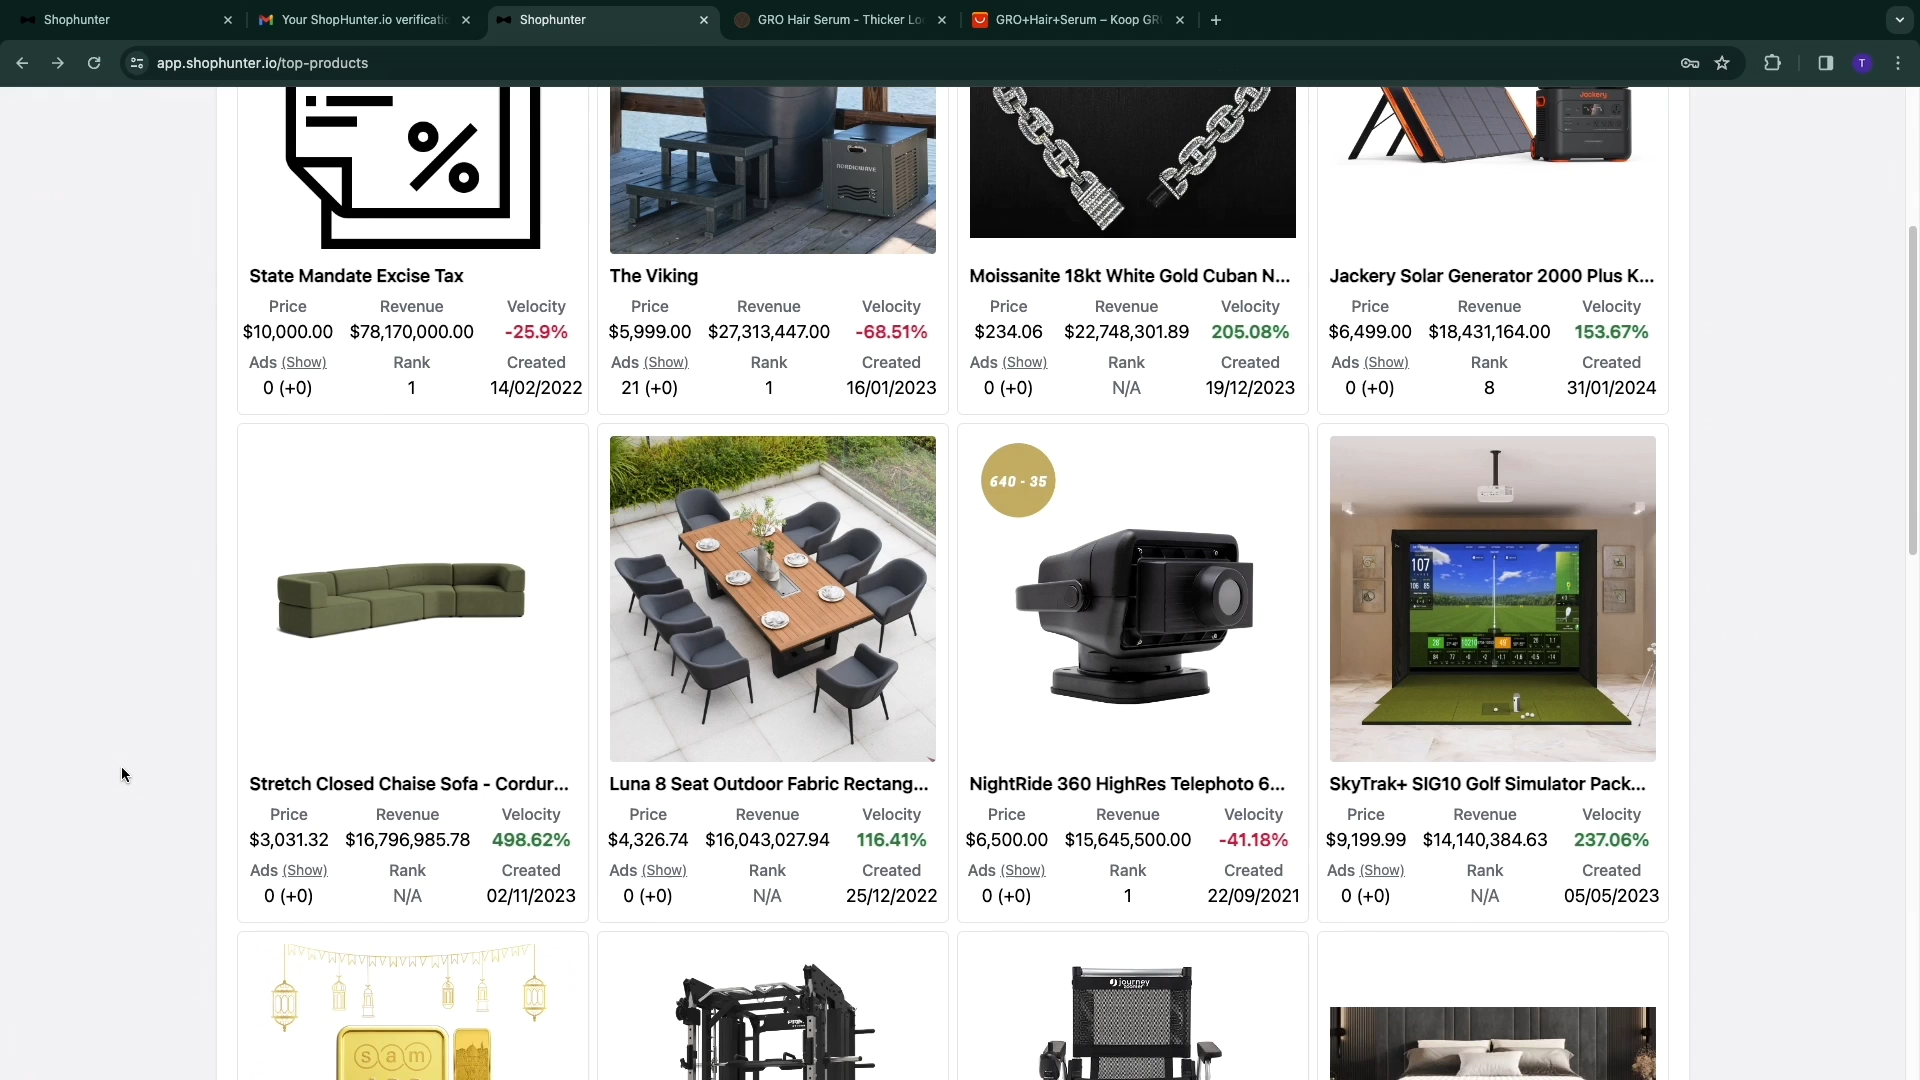 Shophunter
Your ShopHunter.io verificatic
Shophunter
GRO Hair Serum - Thicker Lo
GRO+Hair+Serum – Koop GR
app.shophunter.io/top-products
T
NORDICWAVE
Jackery
State Mandate Excise Tax
Price Revenue Velocity
$10,000.00 $78,170,000.00 -25.9%
Ads (Show) Rank Created
0 (+0) 1 14/02/2022
The Viking
Price Revenue Velocity
$5,999.00 $27,313,447.00 -68.51%
Ads (Show) Rank Created
21 (+0) 1 16/01/2023
Moissanite 18kt White Gold Cuban N...
Price Revenue Velocity
$234.06 $22,748,301.89 205.08%
Ads (Show) Rank Created
0 (+0) N/A 19/12/2023
Jackery Solar Generator 2000 Plus K...
Price Revenue Velocity
$6,499.00 $18,431,164.00 153.67%
Ads (Show) Rank Created
0 (+0) 8 31/01/2024
Stretch Closed Chaise Sofa - Cordur...
Price Revenue Velocity
$3,031.32 $16,796,985.78 498.62%
Ads (Show) Rank Created
0 (+0) N/A 02/11/2023
Luna 8 Seat Outdoor Fabric Rectang...
Price Revenue Velocity
$4,326.74 $16,043,027.94 116.41%
Ads (Show) Rank Created
0 (+0) N/A 25/12/2022
640 - 35
NightRide 360 HighRes Telephoto 6...
Price Revenue Velocity
$6,500.00 $15,645,500.00 -41.18%
Ads (Show) Rank Created
0 (+0) 1 22/09/2021
107
SkyTrak+ SIG10 Golf Simulator Pack...
Price Revenue Velocity
$9,199.99 $14,140,384.63 237.06%
Ads (Show) Rank Created
0 (+0) N/A 05/05/2023
sam
journey